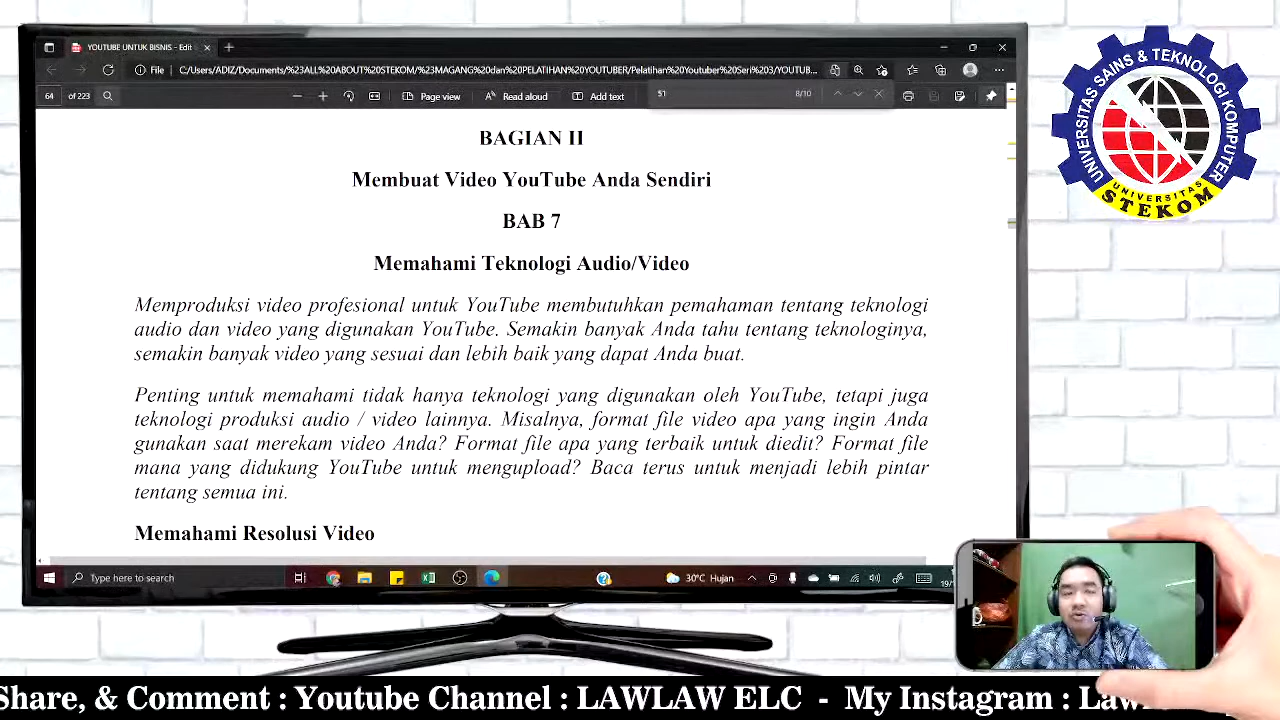 YOUTUBE UNTUK BISNIS - Edit
File C:/Users/ADIZ/Documents/%23ALL%20ABOUT%20STEKOM/%23MAGANG%20dan%20PELATIHAN%20YOUTUBER/Pelatihan%20Youtuber%20Seri%203/YOUTUB...
64 of 223 Page view Read aloud Add text 51 8/10
BAGIAN II
Membuat Video YouTube Anda Sendiri
BAB 7
Memahami Teknologi Audio/Video
Memproduksi video profesional untuk YouTube membutuhkan pemahaman tentang teknologi
audio dan video yang digunakan YouTube. Semakin banyak Anda tahu tentang teknologinya,
semakin banyak video yang sesuai dan lebih baik yang dapat Anda buat.
Penting untuk memahami tidak hanya teknologi yang digunakan oleh YouTube, tetapi juga
teknologi produksi audio / video lainnya. Misalnya, format file video apa yang ingin Anda
gunakan saat merekam video Anda? Format file apa yang terbaik untuk diedit? Format file
mana yang didukung YouTube untuk mengupload? Baca terus untuk menjadi lebih pintar
tentang semua ini.
Memahami Resolusi Video
Type here to search 30°C Hujan
UNIVERSITAS SAINS & TEKNOLOGI KOMPUTER
UNIVERSITAS
STEKOM
Share, & Comment : Youtube Channel : LAWLAW ELC - My Instagram :